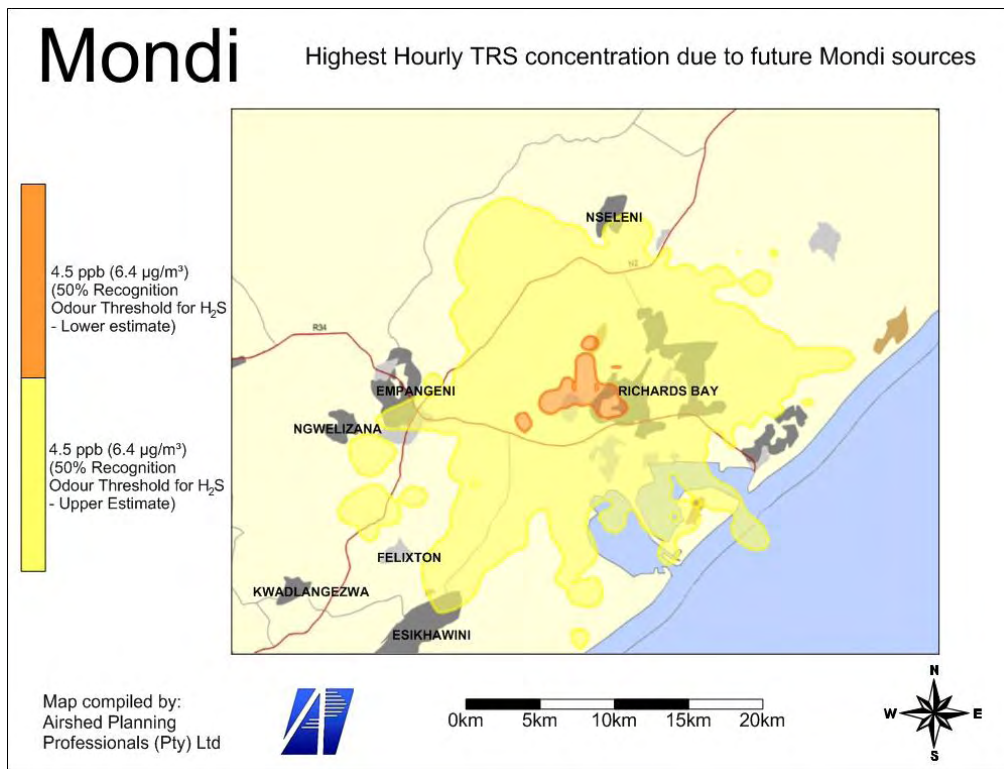 Mondi
Highest Hourly TRS concentration due to future Mondi sources
4.5 ppb (6.4 µg/m³)
(50% Recognition
Odour Threshold for H₂S
- Lower estimate)
4.5 ppb (6.4 µg/m³)
(50% Recognition
Odour Threshold for H₂S
- Upper Estimate)
NSELENI
N2
R34
EMPANGENI
RICHARDS BAY
NGWELIZANA
FELIXTON
KWADLANGEZWA
ESIKHAWINI
Map compiled by:
Airshed Planning
Professionals (Pty) Ltd
0km 5km 10km 15km 20km
N
W E
S